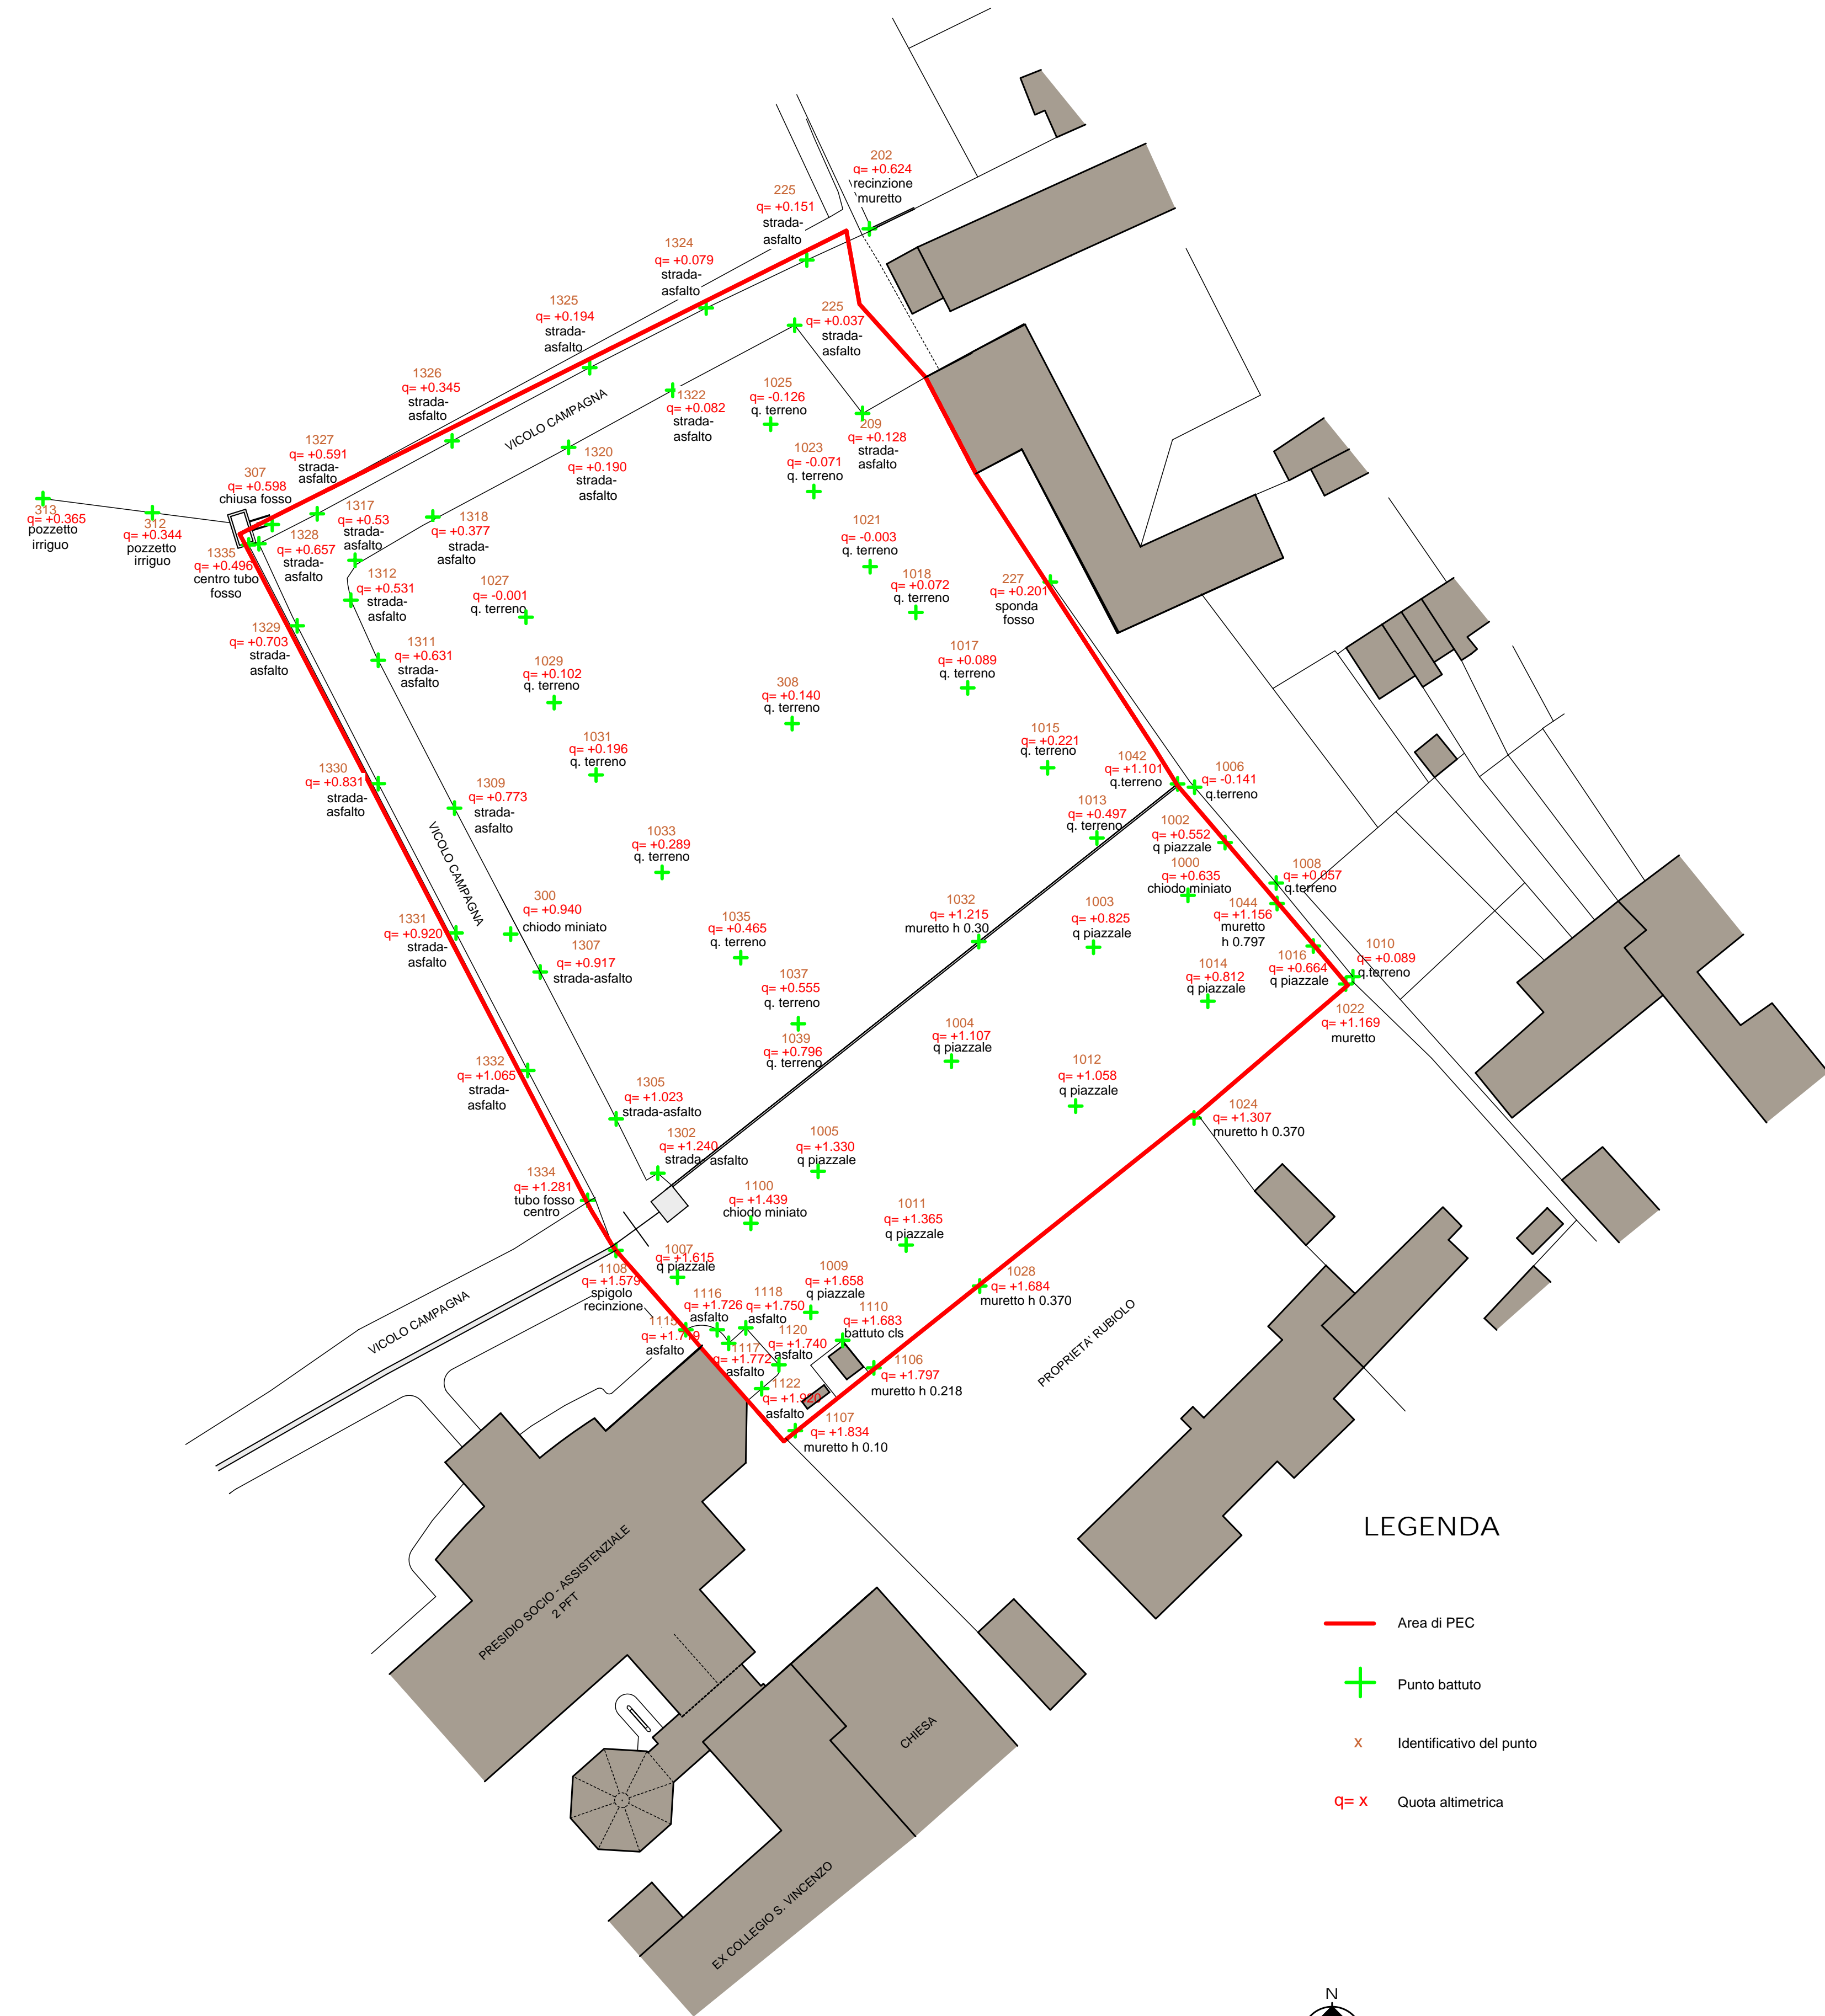 202
q= +0.624
recinzione
muretto
225
q= +0.151
strada-
asfalto
1324
q= +0.079
strada-
asfalto
1325
q= +0.194
strada-
asfalto
225
q= +0.037
strada-
asfalto
1326
q= +0.345
strada-
asfalto
VICOLO CAMPAGNA
1322
q= +0.082
strada-
asfalto
1025
q= -0.126
q. terreno
209
q= +0.128
strada-
asfalto
1327
q= +0.591
strada-
asfalto
1320
q= +0.190
strada-
asfalto
1023
q= -0.071
q. terreno
307
q= +0.598
chiusa fosso
313
q= +0.365
pozzetto
irriguo
312
q= +0.344
pozzetto
irriguo
1317
q= +0.53
strada-
asfalto
1318
q= +0.377
strada-
asfalto
1021
q= -0.003
q. terreno
1328
q= +0.657
strada-
asfalto
1335
q= +0.496
centro tubo
fosso
1312
q= +0.531
strada-
asfalto
1027
q= -0.001
q. terreno
1018
q= +0.072
q. terreno
227
q= +0.201
sponda
fosso
1329
q= +0.703
strada-
asfalto
1311
q= +0.631
strada-
asfalto
1029
q= +0.102
q. terreno
308
q= +0.140
q. terreno
1017
q= +0.089
q. terreno
1031
q= +0.196
q. terreno
1015
q= +0.221
q. terreno
1042
q= +1.101
q.terreno
1006
q= -0.141
q.terreno
1330
q= +0.831
strada-
asfalto
1309
q= +0.773
strada-
asfalto
VICOLO CAMPAGNA
1033
q= +0.289
q. terreno
1013
q= +0.497
q. terreno
1002
q= +0.552
q piazzale
1000
q= +0.635
chiodo miniato
1008
q= +0.057
q.terreno
1331
q= +0.920
strada-
asfalto
300
q= +0.940
chiodo miniato
1307
q= +0.917
strada-asfalto
1035
q= +0.465
q. terreno
1032
q= +1.215
muretto h 0.30
1003
q= +0.825
q piazzale
1044
q= +1.156
muretto
h 0.797
1016
q= +0.664
q piazzale
1010
q= +0.089
q.terreno
1037
q= +0.555
q. terreno
1014
q= +0.812
q piazzale
1022
q= +1.169
muretto
1039
q= +0.796
q. terreno
1004
q= +1.107
q piazzale
1012
q= +1.058
q piazzale
1332
q= +1.065
strada-
asfalto
1305
q= +1.023
strada-asfalto
1302
q= +1.240
strada-asfalto
1005
q= +1.330
q piazzale
1024
q= +1.307
muretto h 0.370
1334
q= +1.281
tubo fosso
centro
1100
q= +1.439
chiodo miniato
1011
q= +1.365
q piazzale
1108
q= +1.579
spigolo
recinzione
1007
q= +1.615
q piazzale
1009
q= +1.658
q piazzale
1028
q= +1.684
muretto h 0.370
VICOLO CAMPAGNA
1116
q= +1.726
asfalto
1118
q= +1.750
asfalto
1110
q= +1.683
battuto cls
1115
asfalto
1117
q= +1.772
asfalto
1120
q= +1.740
asfalto
1106
q= +1.797
muretto h 0.218
1122
q= +1.920
asfalto
1107
q= +1.834
muretto h 0.10
PROPRIETA' RUBIOLO
PRESIDIO SOCIO - ASSISTENZIALE
2 PFT
CHIESA
EX COLLEGIO S. VINCENZO
LEGENDA
Area di PEC
Punto battuto
x Identificativo del punto
q= x Quota altimetrica
N